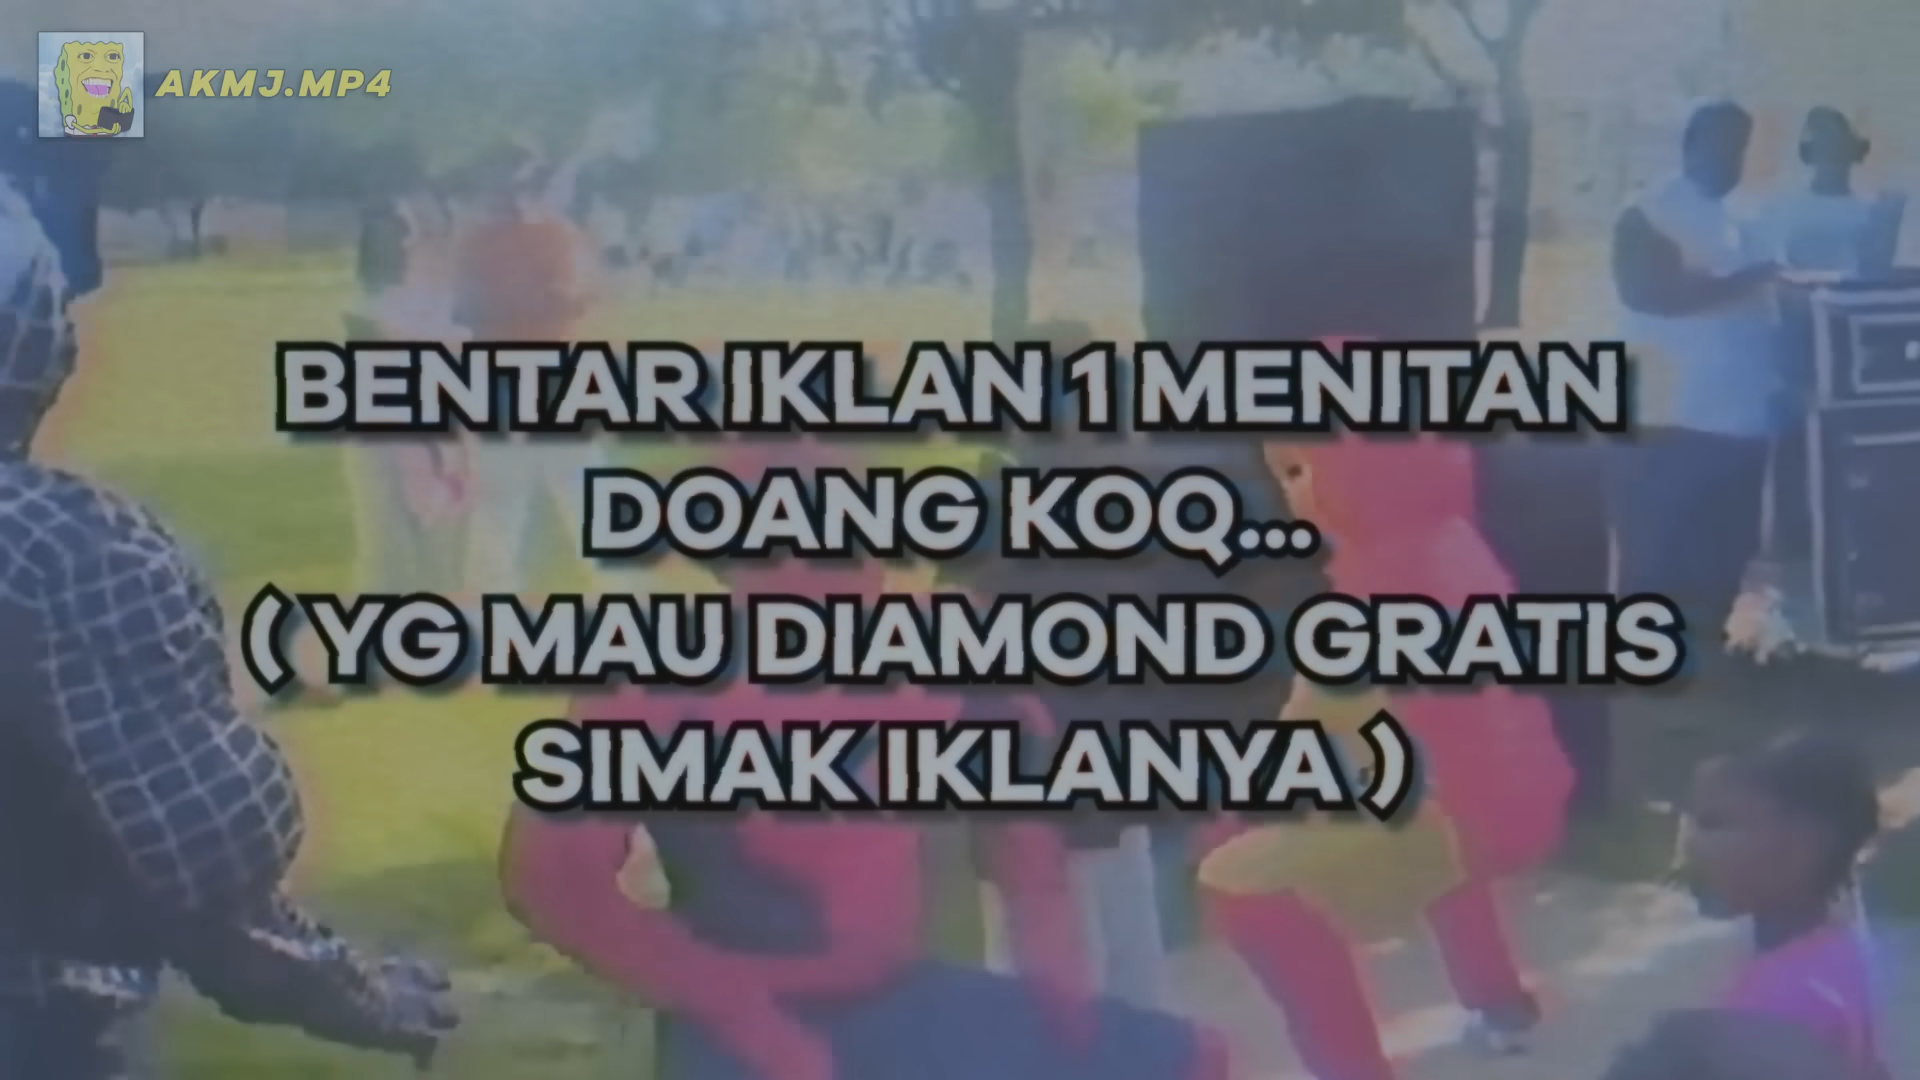 AKMJ.MP4
BENTAR IKLAN 1 MENITAN
DOANG KOQ...
( YG MAU DIAMOND GRATIS
SIMAK IKLANYA )